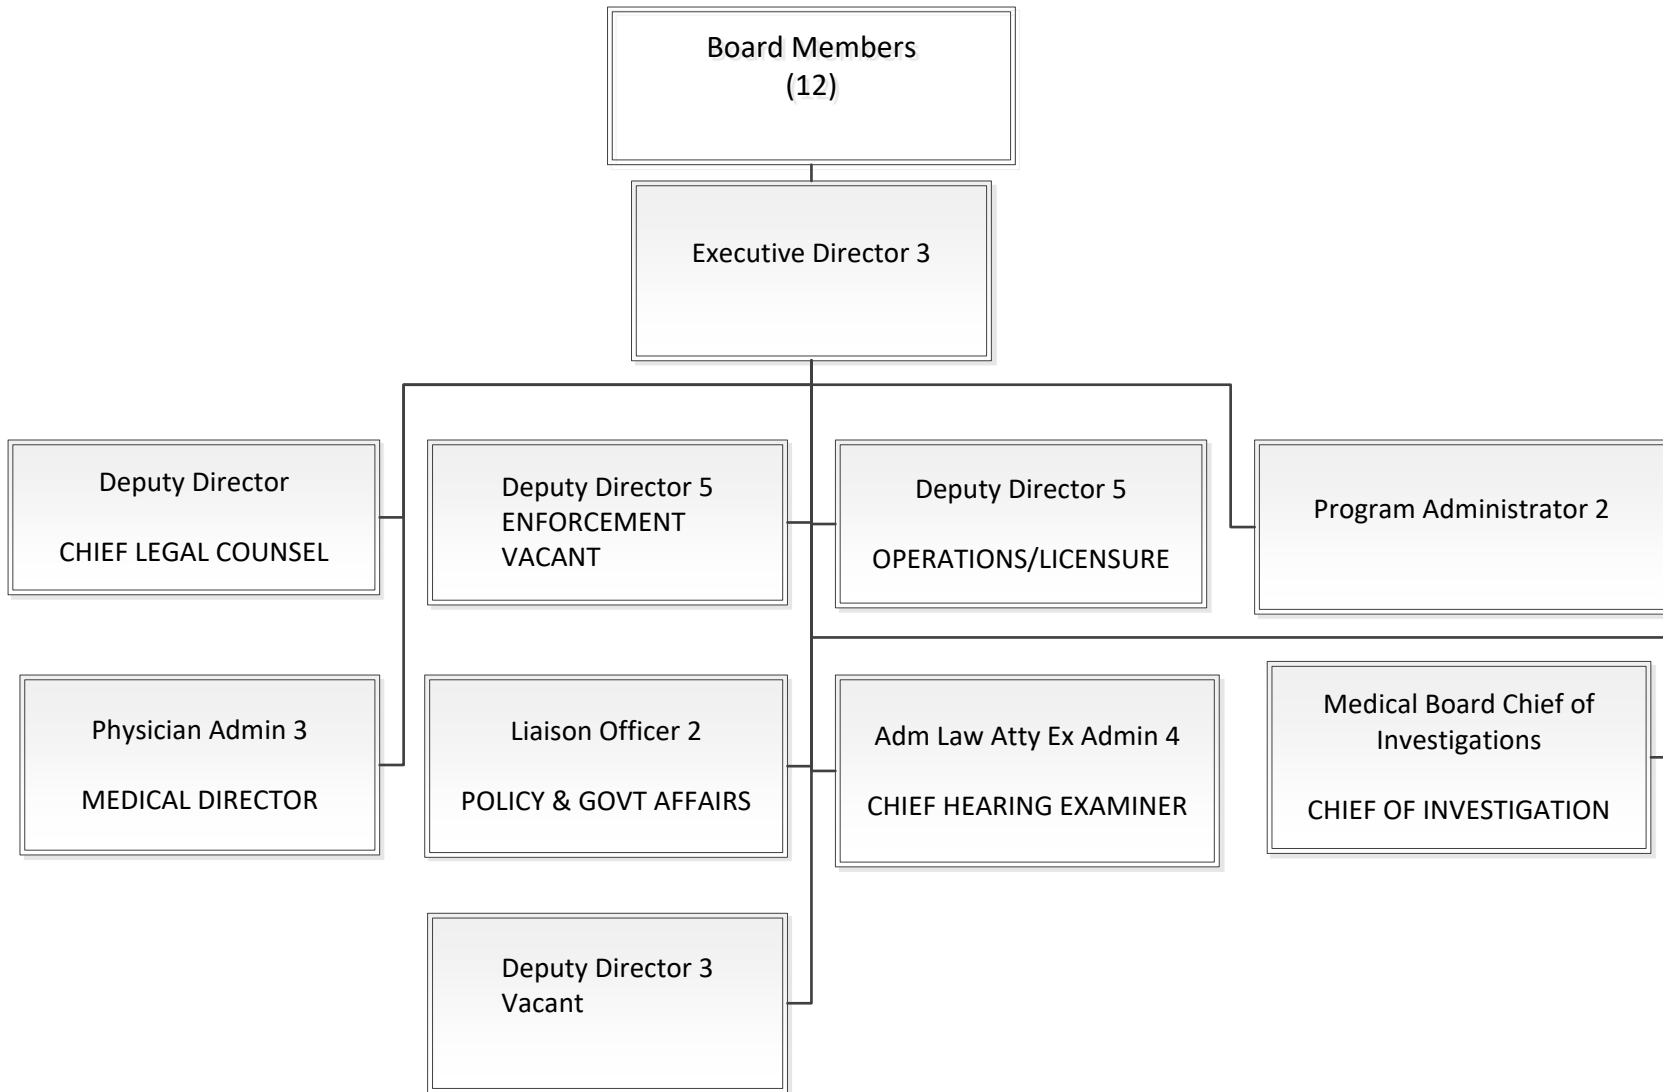 Board Members
(12)
Executive Director 3
Deputy Director
CHIEF LEGAL COUNSEL
Deputy Director 5
ENFORCEMENT
VACANT
Deputy Director 5
OPERATIONS/LICENSURE
Program Administrator 2
Physician Admin 3
MEDICAL DIRECTOR
Liaison Officer 2
POLICY & GOVT AFFAIRS
Adm Law Atty Ex Admin 4
CHIEF HEARING EXAMINER
Medical Board Chief of
Investigations
CHIEF OF INVESTIGATION
Deputy Director 3
Vacant